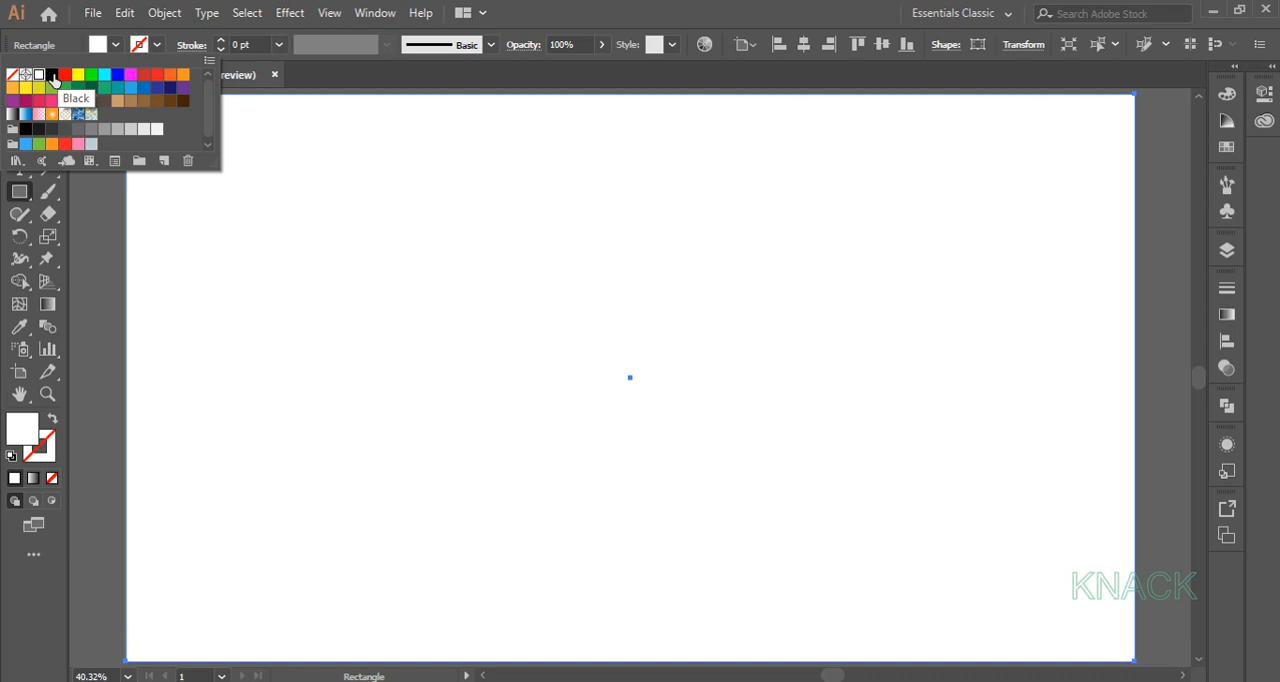 Ai File Edit Object Type Select Effect View Window Help Essentials Classic Search Adobe Stock
Rectangle Stroke: 0 pt Basic Opacity: 100% Style: Shape: Transform
review) ×
Black
KNACK
40.32% 1 Rectangle